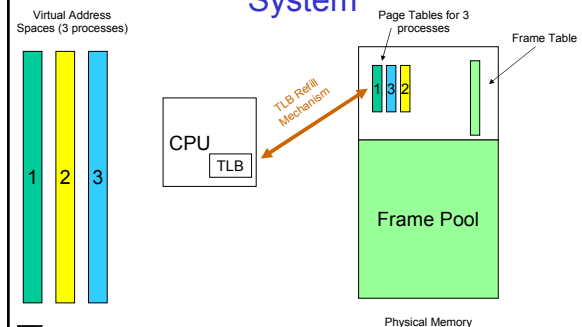 System
Virtual Address
Spaces (3 processes)
1
2
3
CPU
TLB
TLB Refill
Mechanism
Page Tables for 3
processes
1
3
2
Frame Table
Frame Pool
Physical Memory